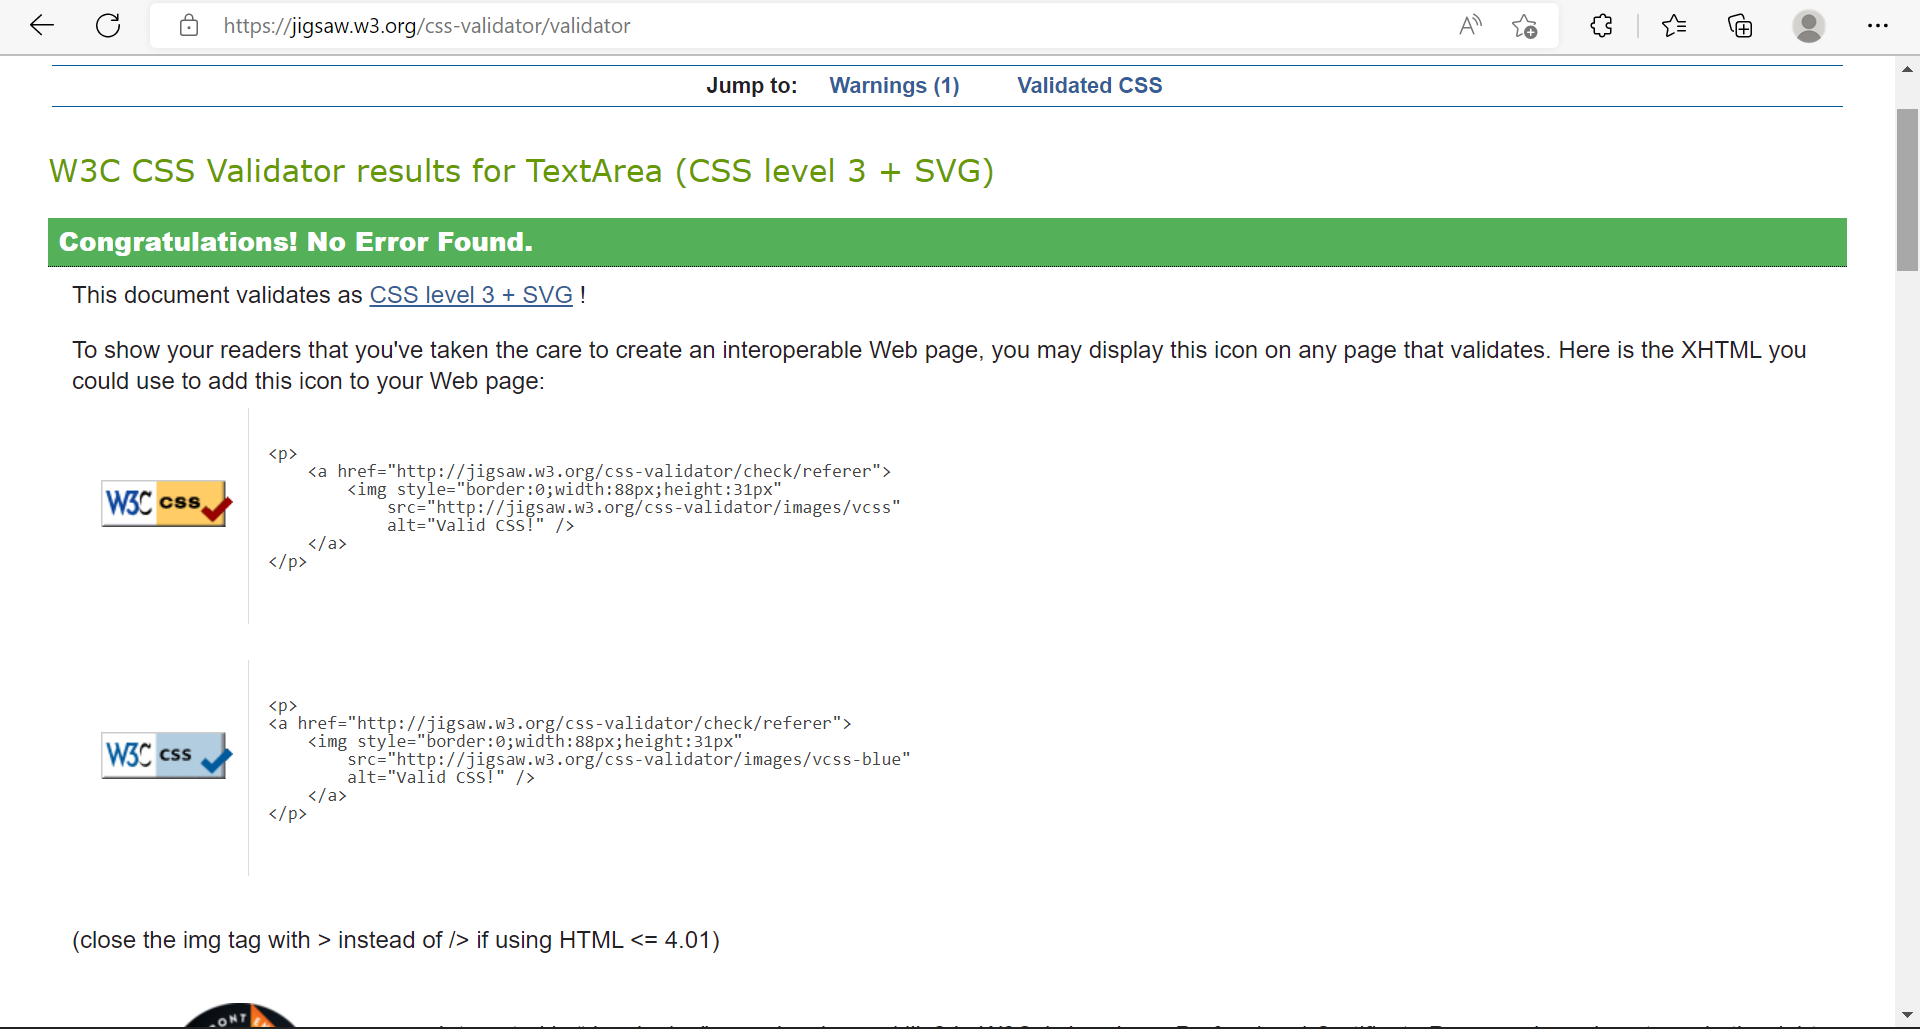 https://jigsaw.w3.org/css-validator/validator
Jump to: Warnings (1) Validated CSS
W3C CSS Validator results for TextArea (CSS level 3 + SVG)
Congratulations! No Error Found.
This document validates as CSS level 3 + SVG !
To show your readers that you've taken the care to create an interoperable Web page, you may display this icon on any page that validates. Here is the XHTML you
could use to add this icon to your Web page:
<p>
<a href="http://jigsaw.w3.org/css-validator/check/referer">
<img style="border:0;width:88px;height:31px"
W3C css
src="http://jigsaw.w3.org/css-validator/images/vcss"
alt="Valid CSS!" />
</a>
</p>
<p>
<a href="http://jigsaw.w3.org/css-validator/check/referer">
<img style="border:0;width:88px;height:31px"
W3C css
src="http://jigsaw.w3.org/css-validator/images/vcss-blue"
alt="Valid CSS!" />
</a>
</p>
(close the img tag with > instead of /> if using HTML <= 4.01)